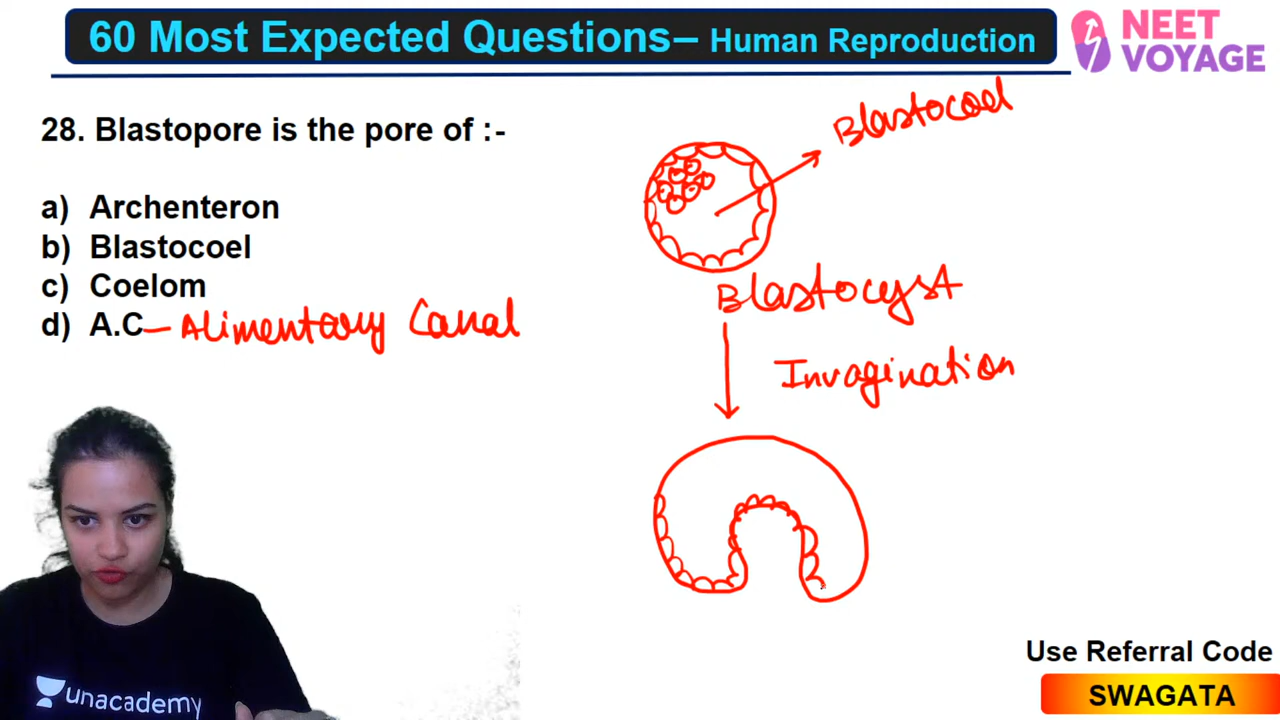 60 Most Expected Questions– Human Reproduction
NEET
VOYAGE
28. Blastopore is the pore of :-
a) Archenteron
b) Blastocoel
c) Coelom
d) A.C – Alimentary Canal
Blastocoel
Blastocyst
Invagination
unacademy
Use Referral Code
SWAGATA